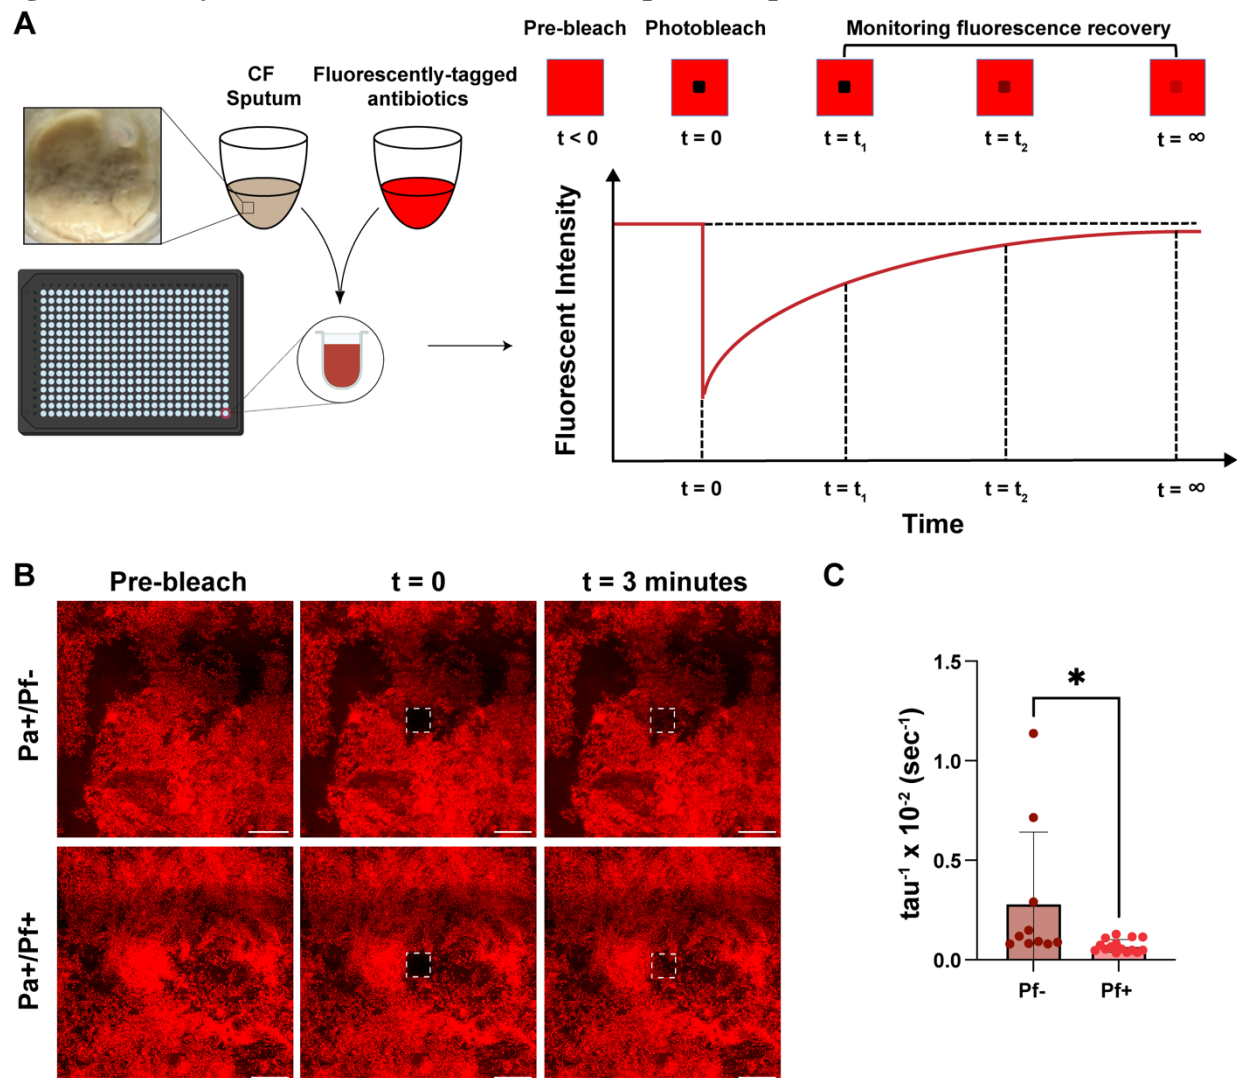 A
Pre-bleach Photobleach Monitoring fluorescence recovery
CF
Sputum
Fluorescently-tagged
antibiotics
t < 0 t = 0 t = t1 t = t2 t = ∞
Fluorescent Intensity
t = 0 t = t1 t = t2 t = ∞
Time
B
Pre-bleach t = 0 t = 3 minutes
Pa+/Pf-
Pa+/Pf+
C
tau-1 x 10-2 (sec-1)
1.5
1.0
0.5
0.0
*
Pf- Pf+